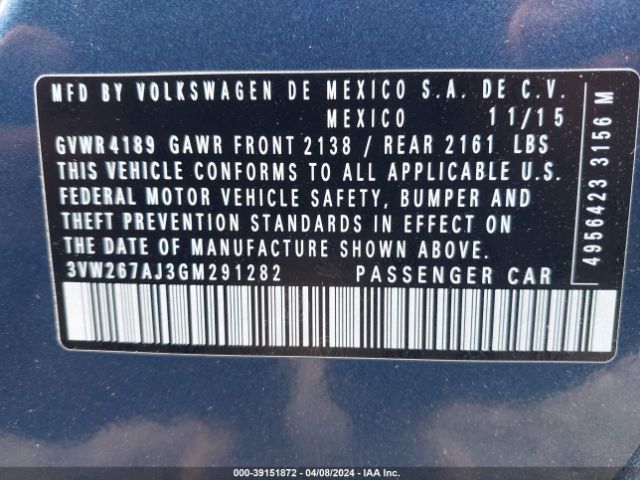 MFD BY VOLKSWAGEN DE MEXICO S.A. DE C.V.
MEXICO 11/15
GVWR 4189 GAWR FRONT 2138 / REAR 2161 LBS
THIS VEHICLE CONFORMS TO ALL APPLICABLE U.S.
FEDERAL MOTOR VEHICLE SAFETY, BUMPER AND
THEFT PREVENTION STANDARDS IN EFFECT ON
THE DATE OF MANUFACTURE SHOWN ABOVE.
3VW267AJ3GM291282 PASSENGER CAR
4956423 3156 M
000-39151872 - 04/08/2024 - IAA Inc.